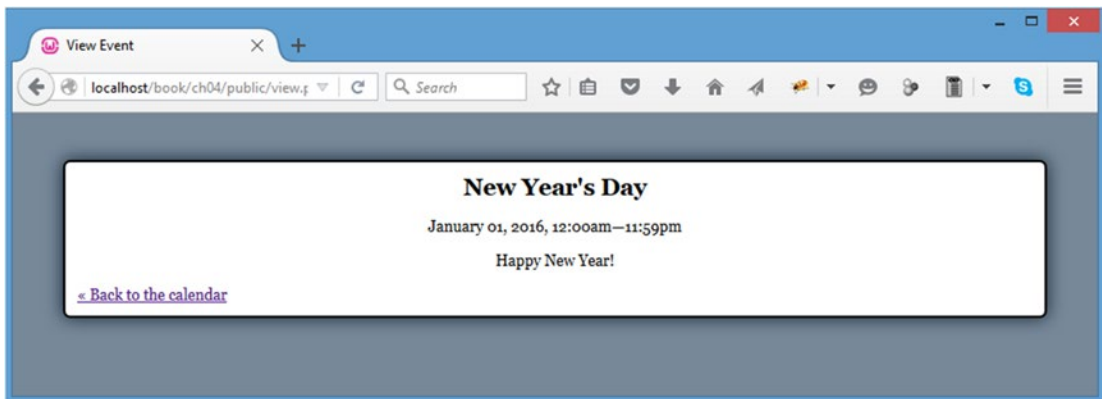 View Event
localhost/book/ch04/public/view.p
Search
New Year's Day
January 01, 2016, 12:00am—11:59pm
Happy New Year!
« Back to the calendar